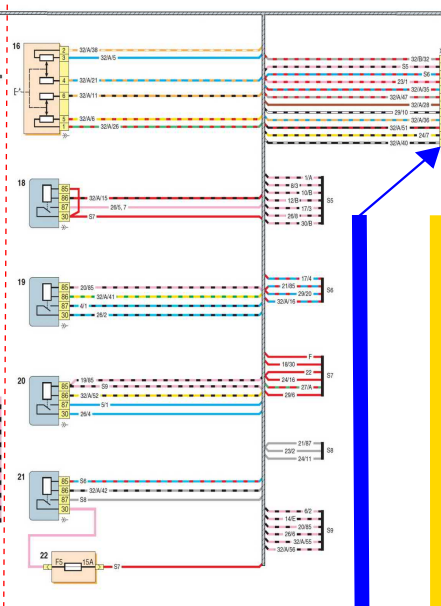 16
2 32/A/38
3 32/A/5
E
4 32/A/21
6 32/A/11
5 32/A/6
1 32/A/26
32/B/32
S5
S6
23/1
32/A/35
32/A/47
32/A/28
29/10
32/A/36
32/A/51
24/7
32/A/40
18
85
86 32/A/15
87 26/5, 7
30 S7
1/A
8/3
10/B
12/B
17/3
26/8
30/B
S5
19
85 20/85
86 32/A/41
87 4/1
30 26/2
17/4
21/85
29/20
32/A/16
S6
20
85 19/85
S9
86 32/A/52
87 5/1
30 26/4
F
18/30
22
24/16
27/A
29/6
S7
21
85 S6
86 32/A/42
87 S8
30
21/87
23/2
24/11
S8
22
F5 15A
S7
6/2
14/E
20/85
26/6
32/A/55
32/A/56
S9